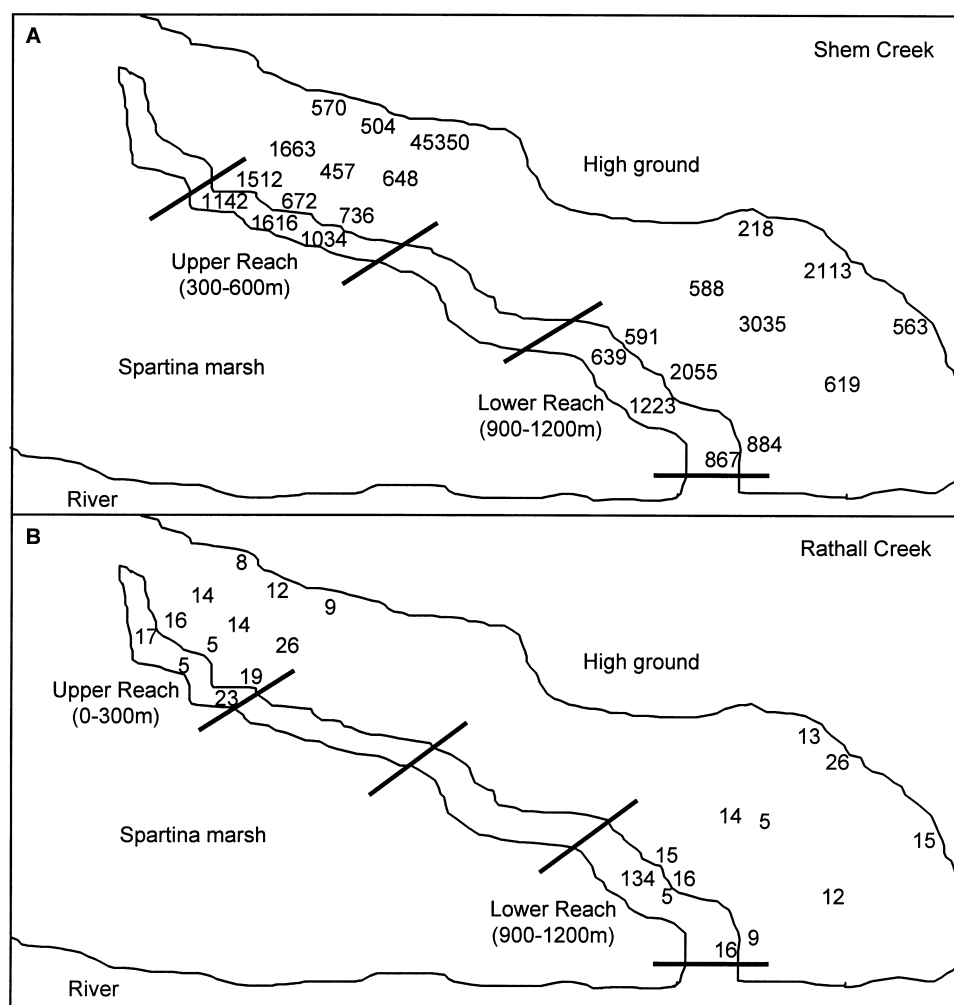 A
Shem Creek
570
504
45350
1663
High ground
457
648
1512
1142
672
736
1616
1034
218
Upper Reach
(300-600m)
2113
588
3035
563
591
639
Spartina marsh
2055
619
Lower Reach
(900-1200m)
1223
884
867
River
B
Rathall Creek
8
12
14
9
16
14
17
5
26
High ground
5
19
Upper Reach
(0-300m)
23
13
26
14
5
Spartina marsh
15
15
134
16
5
12
Lower Reach
(900-1200m)
9
16
River